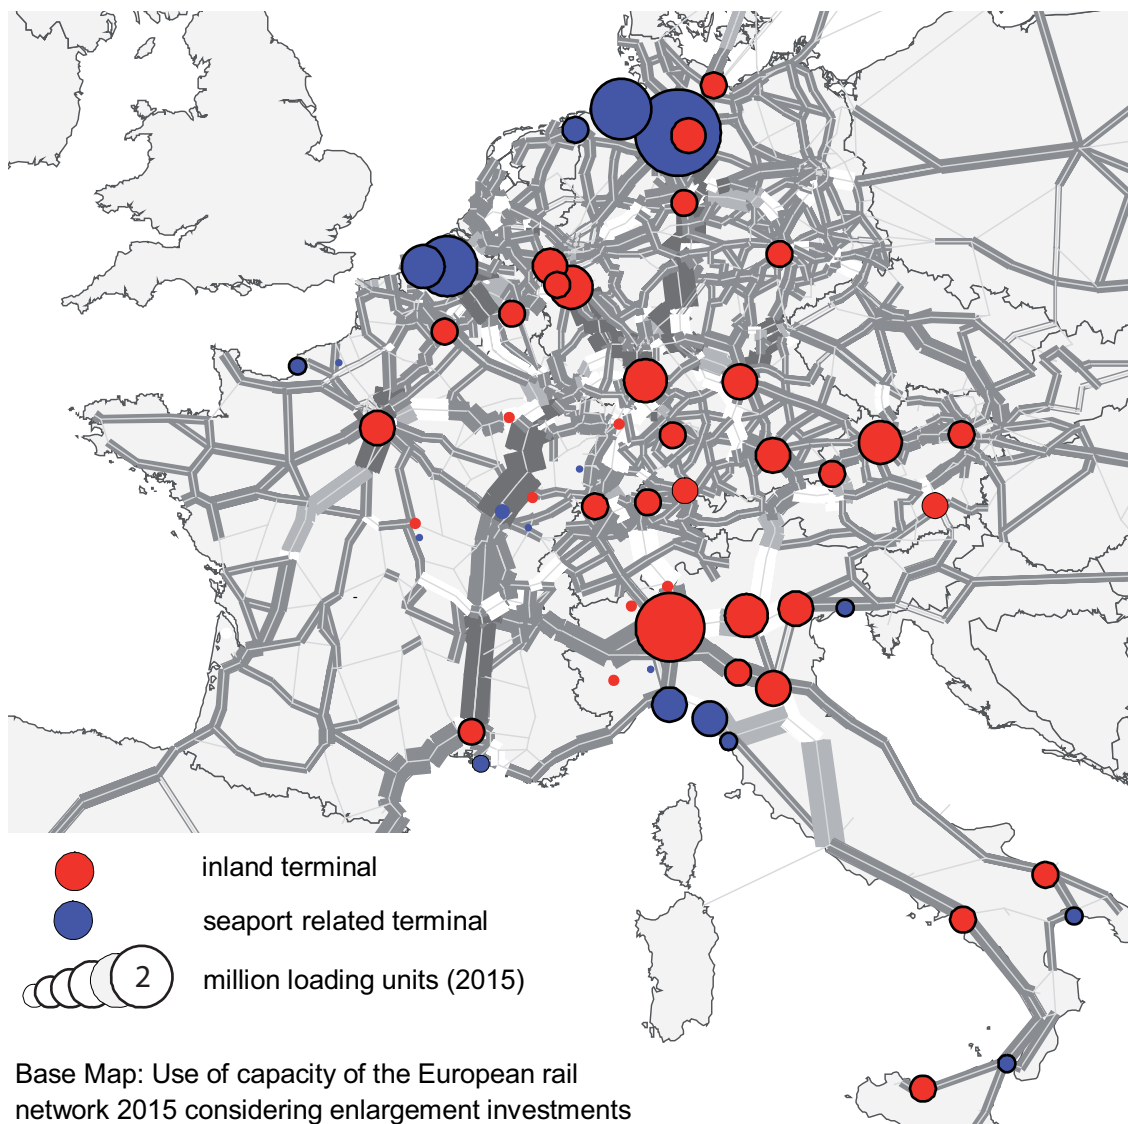 inland terminal
seaport related terminal
2
million loading units (2015)
Base Map: Use of capacity of the European rail
network 2015 considering enlargement investments